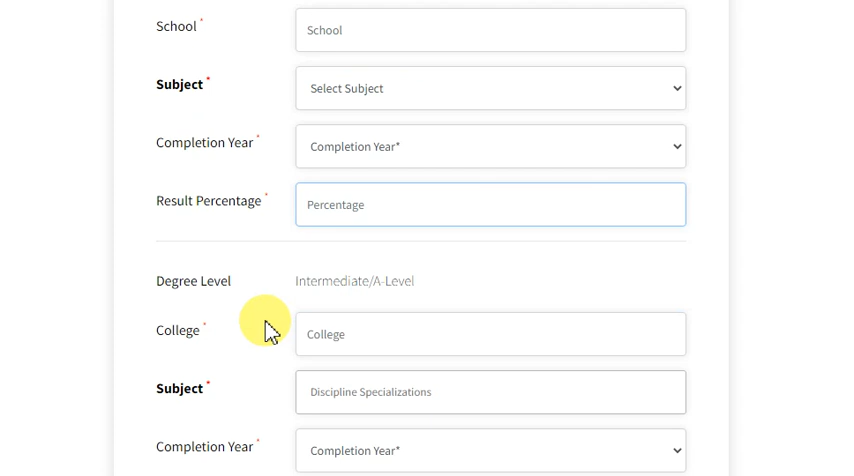 School * School
Subject * Select Subject
Completion Year * Completion Year*
Result Percentage * Percentage
Degree Level Intermediate/A-Level
College * College
Subject * Discipline Specializations
Completion Year * Completion Year*